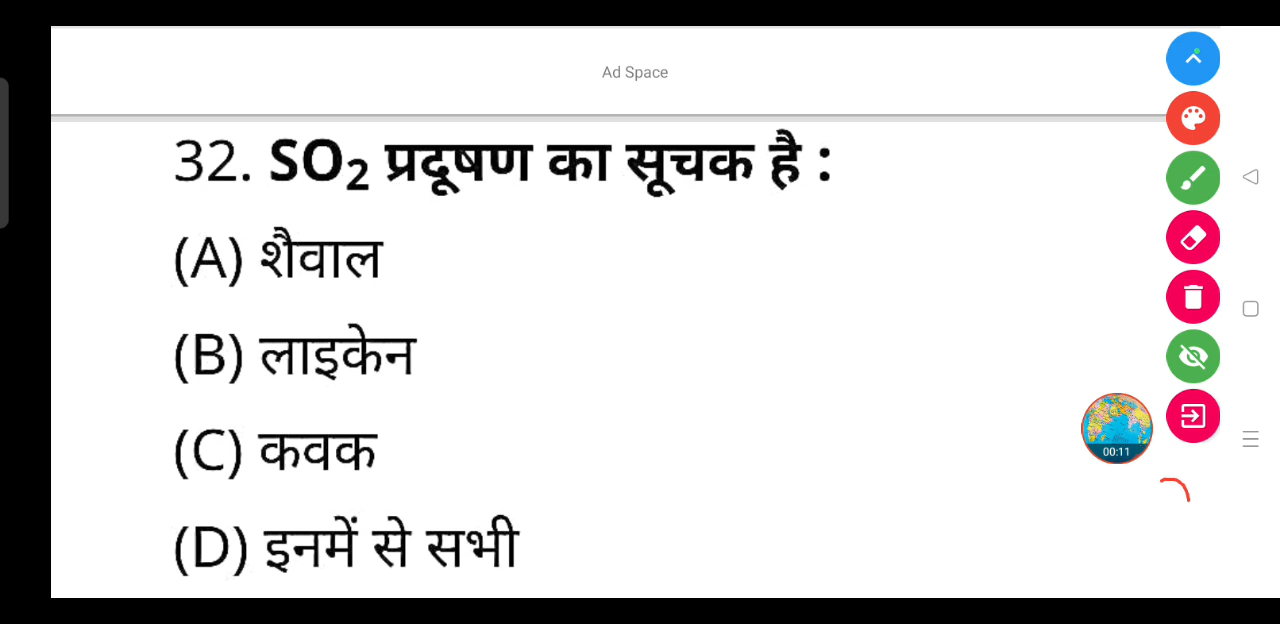 Ad Space
32. SO₂ प्रदूषण का सूचक है :
(A) शैवाल
(B) लाइकेन
(C) कवक
(D) इनमें से सभी
00:11